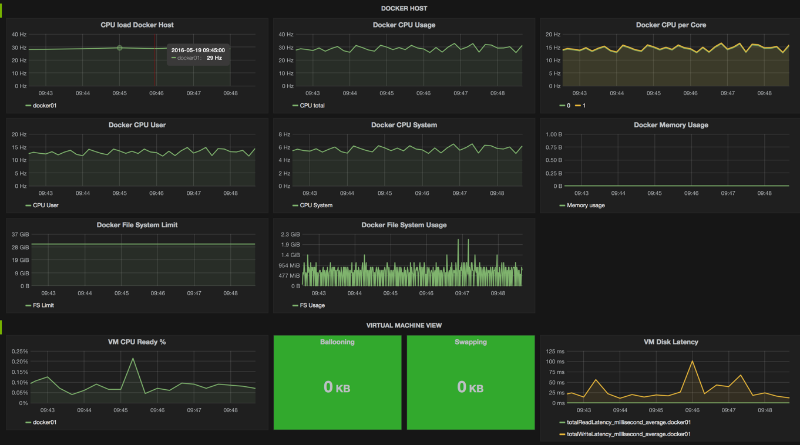 DOCKER HOST
CPU load Docker Host
40 Hz
30 Hz
20 Hz
10 Hz
0 Hz
09:43 09:44 09:45 09:46 09:47 09:48
2016-05-19 09:45:00
docker01: 29 Hz
docker01
Docker CPU Usage
40 Hz
30 Hz
20 Hz
10 Hz
0 Hz
09:43 09:44 09:45 09:46 09:47 09:48
CPU total
Docker CPU per Core
20 Hz
15 Hz
10 Hz
5 Hz
0 Hz
09:43 09:44 09:45 09:46 09:47 09:48
0 1
Docker CPU User
20 Hz
15 Hz
10 Hz
5 Hz
0 Hz
09:43 09:44 09:45 09:46 09:47 09:48
CPU User
Docker CPU System
8 Hz
6 Hz
4 Hz
2 Hz
0 Hz
09:43 09:44 09:45 09:46 09:47 09:48
CPU System
Docker Memory Usage
1.00 B
0.75 B
0.50 B
0.25 B
0 B
09:43 09:44 09:45 09:46 09:47 09:48
Memory usage
Docker File System Limit
37 GiB
28 GiB
19 GiB
9 GiB
0 B
09:43 09:44 09:45 09:46 09:47 09:48
FS Limit
Docker File System Usage
2.3 GiB
1.9 GiB
1.4 GiB
954 MiB
477 MiB
0 B
09:43 09:44 09:45 09:46 09:47 09:48
FS Usage
VIRTUAL MACHINE VIEW
VM CPU Ready %
0.25%
0.20%
0.15%
0.10%
0.05%
0%
09:43 09:44 09:45 09:46 09:47 09:48
docker01
Ballooning
0 KB
Swapping
0 KB
VM Disk Latency
125 ms
100 ms
75 ms
50 ms
25 ms
0 ms
09:43 09:44 09:45 09:46 09:47 09:48
totalReadLatency_millisecond_average.docker01
totalWriteLatency_millisecond_average.docker01